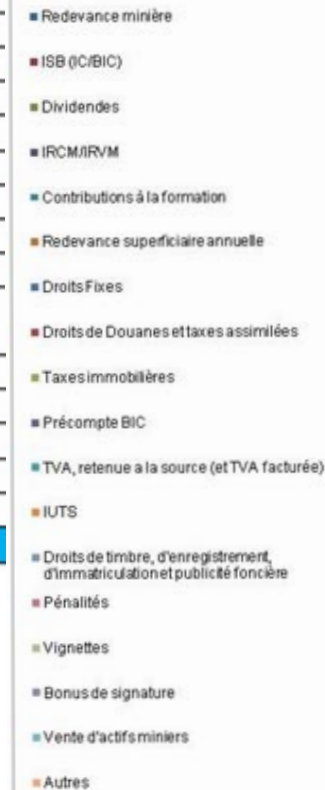 Redevance minière
ISB (IC/BIC)
Dividendes
IRCM/IRVM
Contributions à la formation
Redevance superficiaire annuelle
Droits Fixes
Droits de Douanes et taxes assimilées
Taxes immobilières
Précompte BIC
TVA, retenue a la source (et TVA facturée)
IUTS
Droits de timbre, d'enregistrement,
d'immatriculation et publicité foncière
Pénalités
Vignettes
Bonus de signature
Vente d'actifs miniers
Autres